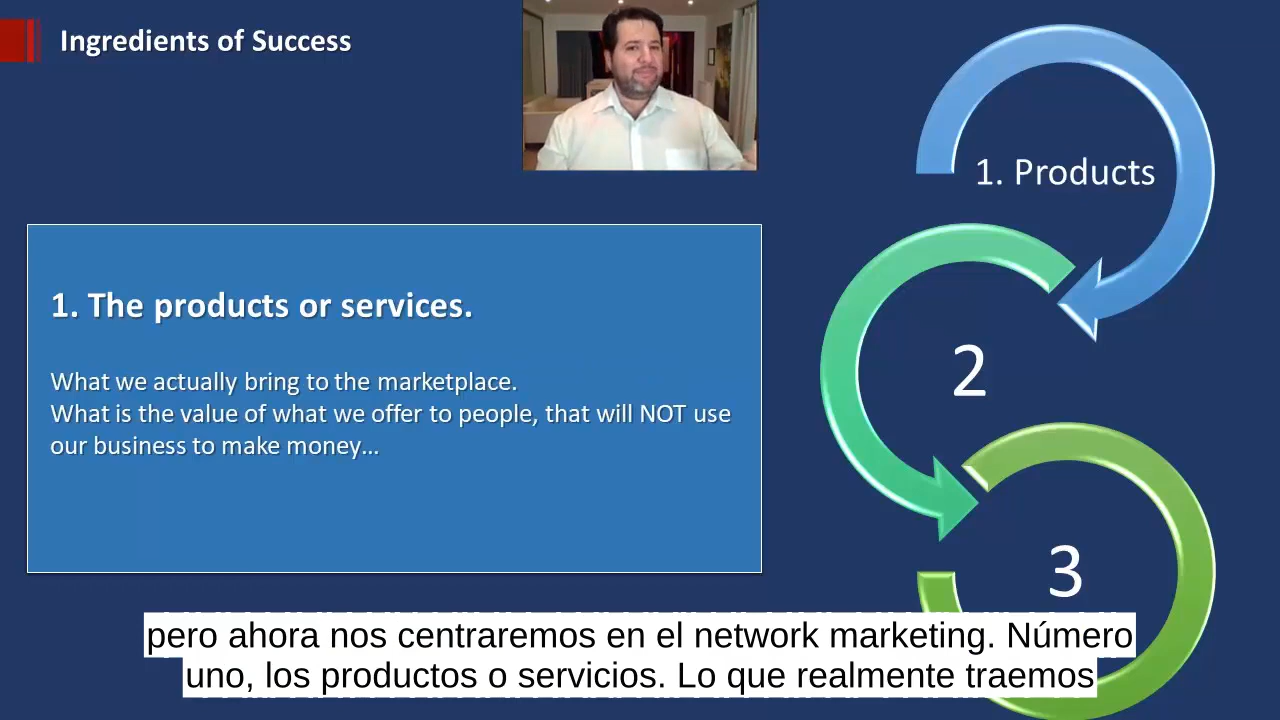 Ingredients of Success
1. Products
1. The products or services.
What we actually bring to the marketplace.
What is the value of what we offer to people, that will NOT use
our business to make money...
2
3
pero ahora nos centraremos en el network marketing. Número
uno, los productos o servicios. Lo que realmente traemos